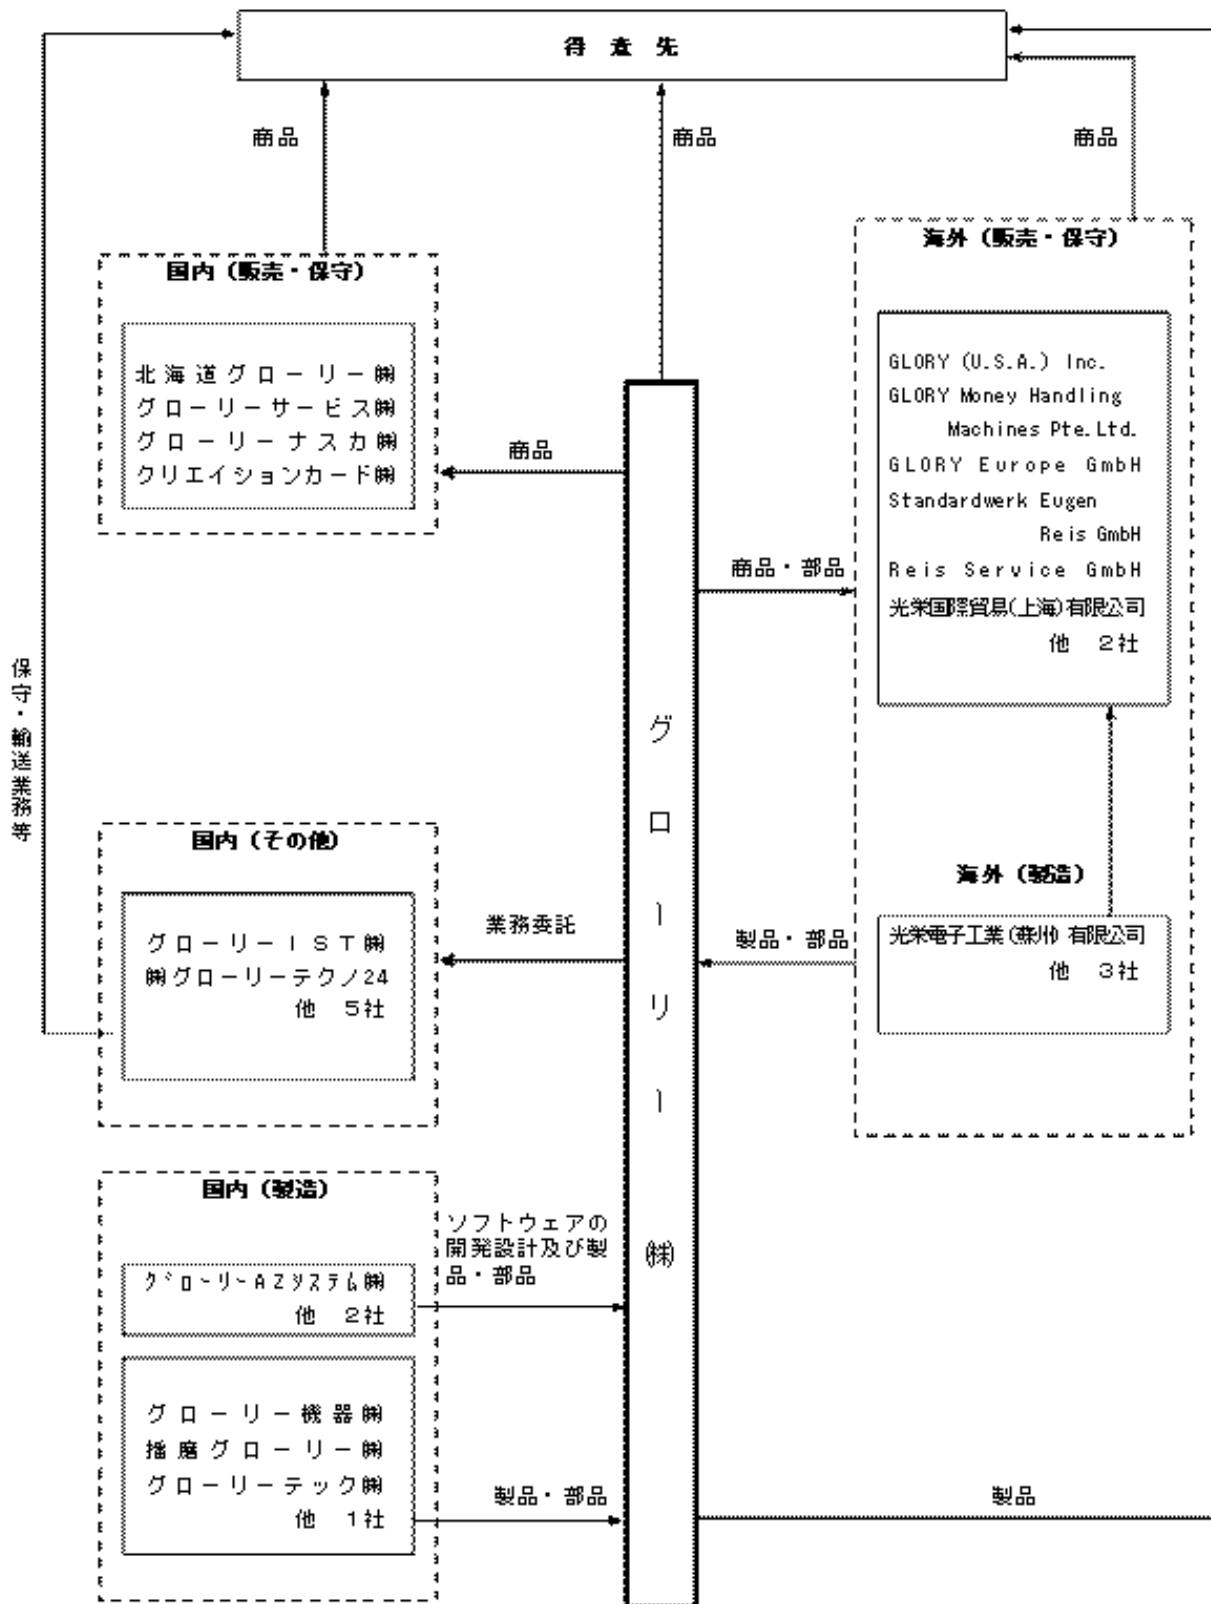 得意先
商品
商品
商品
国内（販売・保守）
北海道グローリー㈱
グローリーサービス㈱
グローリーナスカ㈱
クリエイションカード㈱
商品
海外（販売・保守）
GLORY (U.S.A.) Inc.
GLORY Money Handling
Machines Pte.Ltd.
GLORY Europe GmbH
Standardwerk Eugen
Reis GmbH
Reis Service GmbH
光栄国際貿易(上海)有限公司
他　2社
商品・部品
保守・輸送業務等
グローリー㈱
国内（その他）
グローリーＩＳＴ㈱
㈱グローリーテクノ24
他　5社
業務委託
海外（製造）
光栄電子工業(蘇州)有限公司
他　3社
製品・部品
国内（製造）
グローリーAZシステム㈱
他　2社
ソフトウェアの
開発設計及び製
品・部品
グローリー機器㈱
播磨グローリー㈱
グローリーテック㈱
他　1社
製品・部品
製品